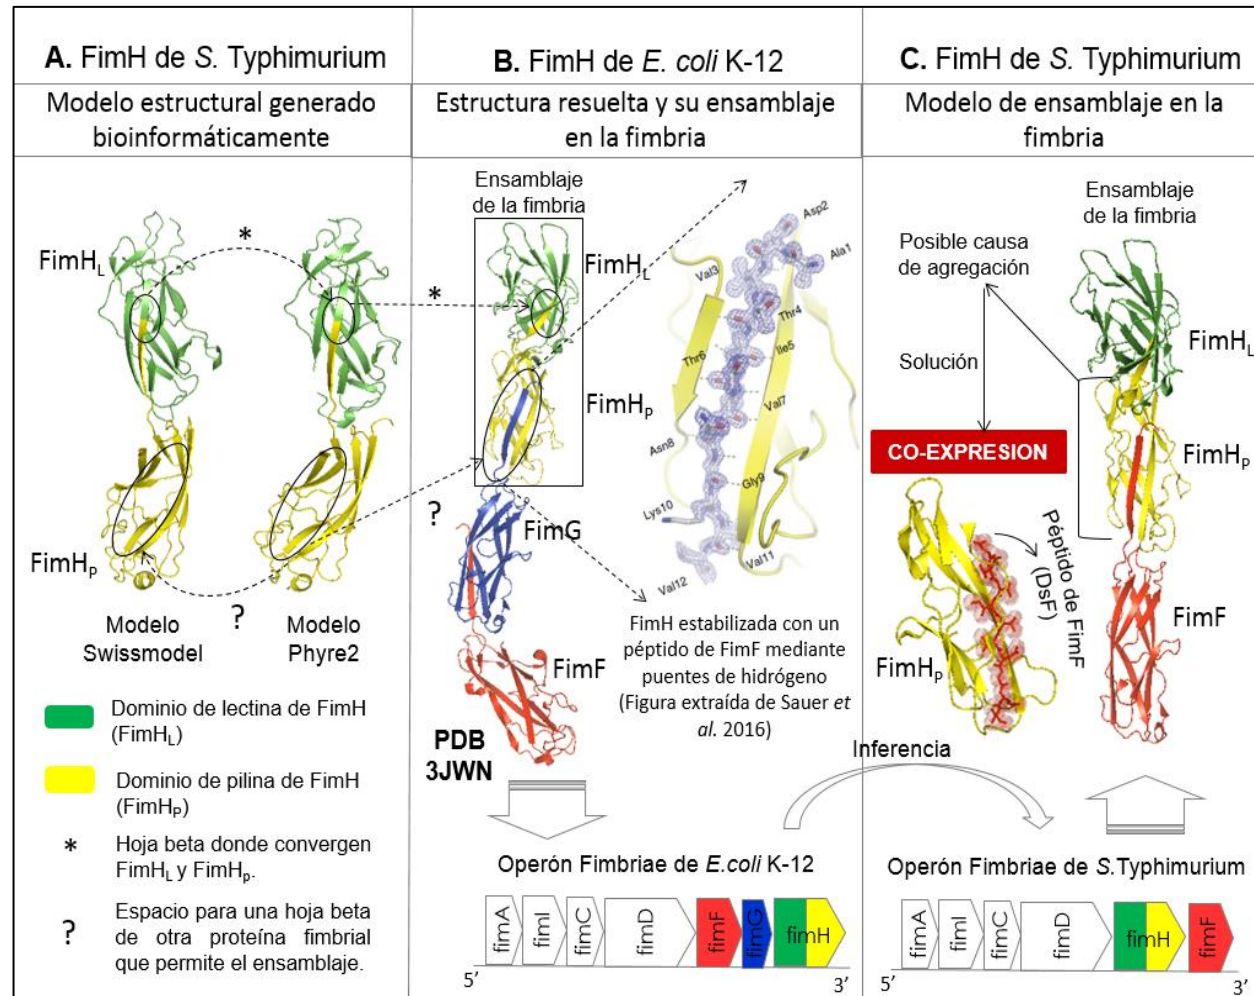 A. FimH de S. Typhimurium
Modelo estructural generado
bioinformáticamente
FimHL
*
FimHP
?
Modelo
Swissmodel
Modelo
Phyre2
Dominio de lectina de FimH
(FimHL)
Dominio de pilina de FimH
(FimHP)
* Hoja beta donde convergen
FimHL y FimHp.
? Espacio para una hoja beta
de otra proteína fimbrial
que permite el ensamblaje.
B. FimH de E. coli K-12
Estructura resuelta y su ensamblaje
en la fimbria
Ensamblaje
de la fimbria
FimHL
*
FimHP
?
FimG
FimF
PDB
3JWN
Asp2
Ala1
Val3
Thr4
Ile5
Thr6
Val7
Asn8
Gly9
Lys10
Val11
Val12
FimH estabilizada con un
péptido de FimF mediante
puentes de hidrógeno
(Figura extraída de Sauer et
al. 2016)
Operón Fimbriae de E.coli K-12
fimA
fimI
fimC
fimD
fimF
fimG
fimH
5’
3’
Inferencia
C. FimH de S. Typhimurium
Modelo de ensamblaje en la
fimbria
Ensamblaje
de la fimbria
Posible causa
de agregación
Solución
CO-EXPRESION
FimHL
FimHP
FimF
Péptido de FimF
(DsF)
FimHP
Operón Fimbriae de S.Typhimurium
fimA
fimI
fimC
fimD
fimH
fimF
5’
3’